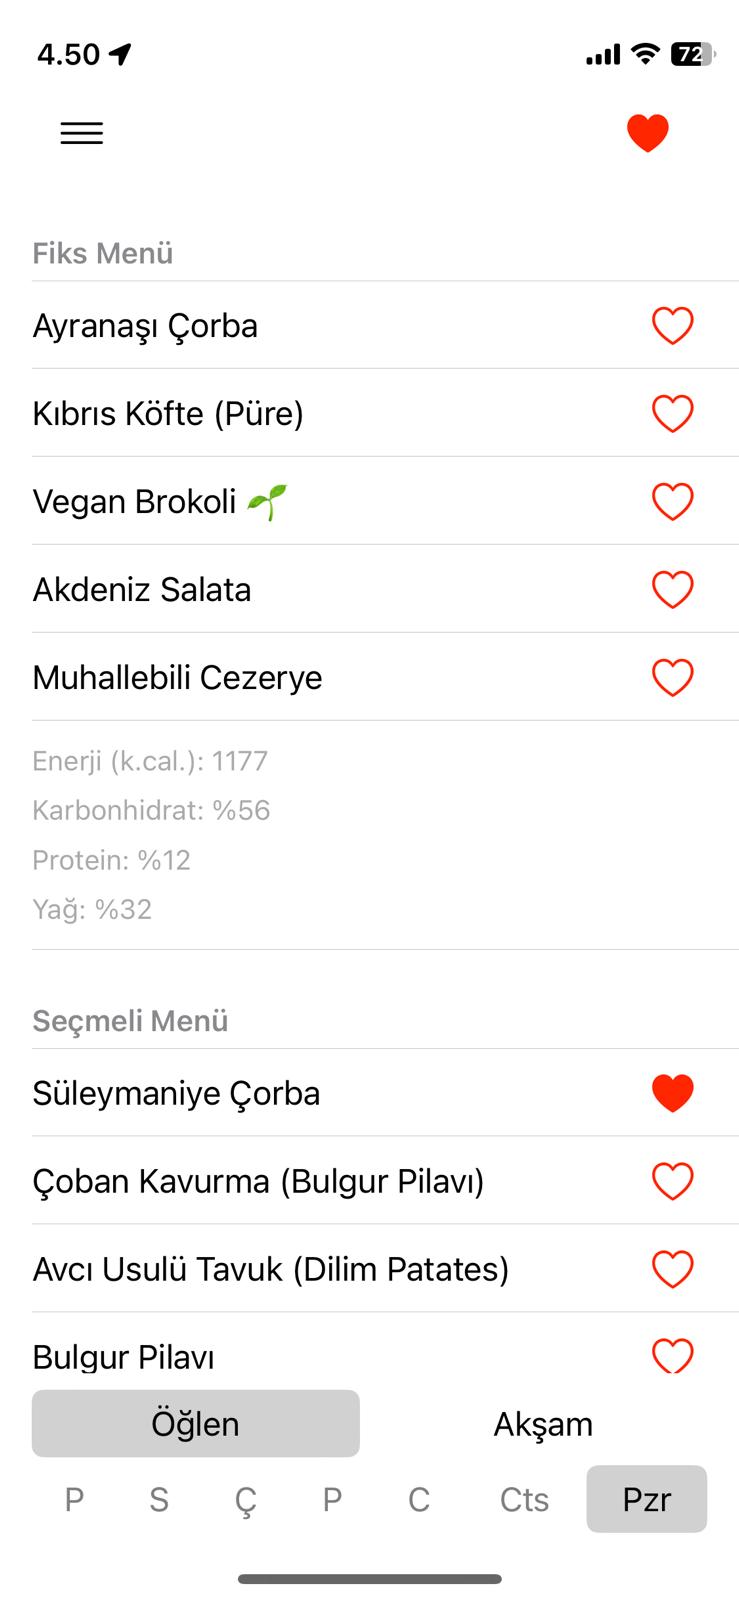 4.50
72
Fiks Menü
Ayranaşı Çorba
Kıbrıs Köfte (Püre)
Vegan Brokoli 🌱
Akdeniz Salata
Muhallebili Cezerye
Enerji (k.cal.): 1177
Karbonhidrat: %56
Protein: %12
Yağ: %32
Seçmeli Menü
Süleymaniye Çorba
Çoban Kavurma (Bulgur Pilavı)
Avcı Usulü Tavuk (Dilim Patates)
Bulgur Pilavı
Öğlen Akşam
P S Ç P C Cts Pzr